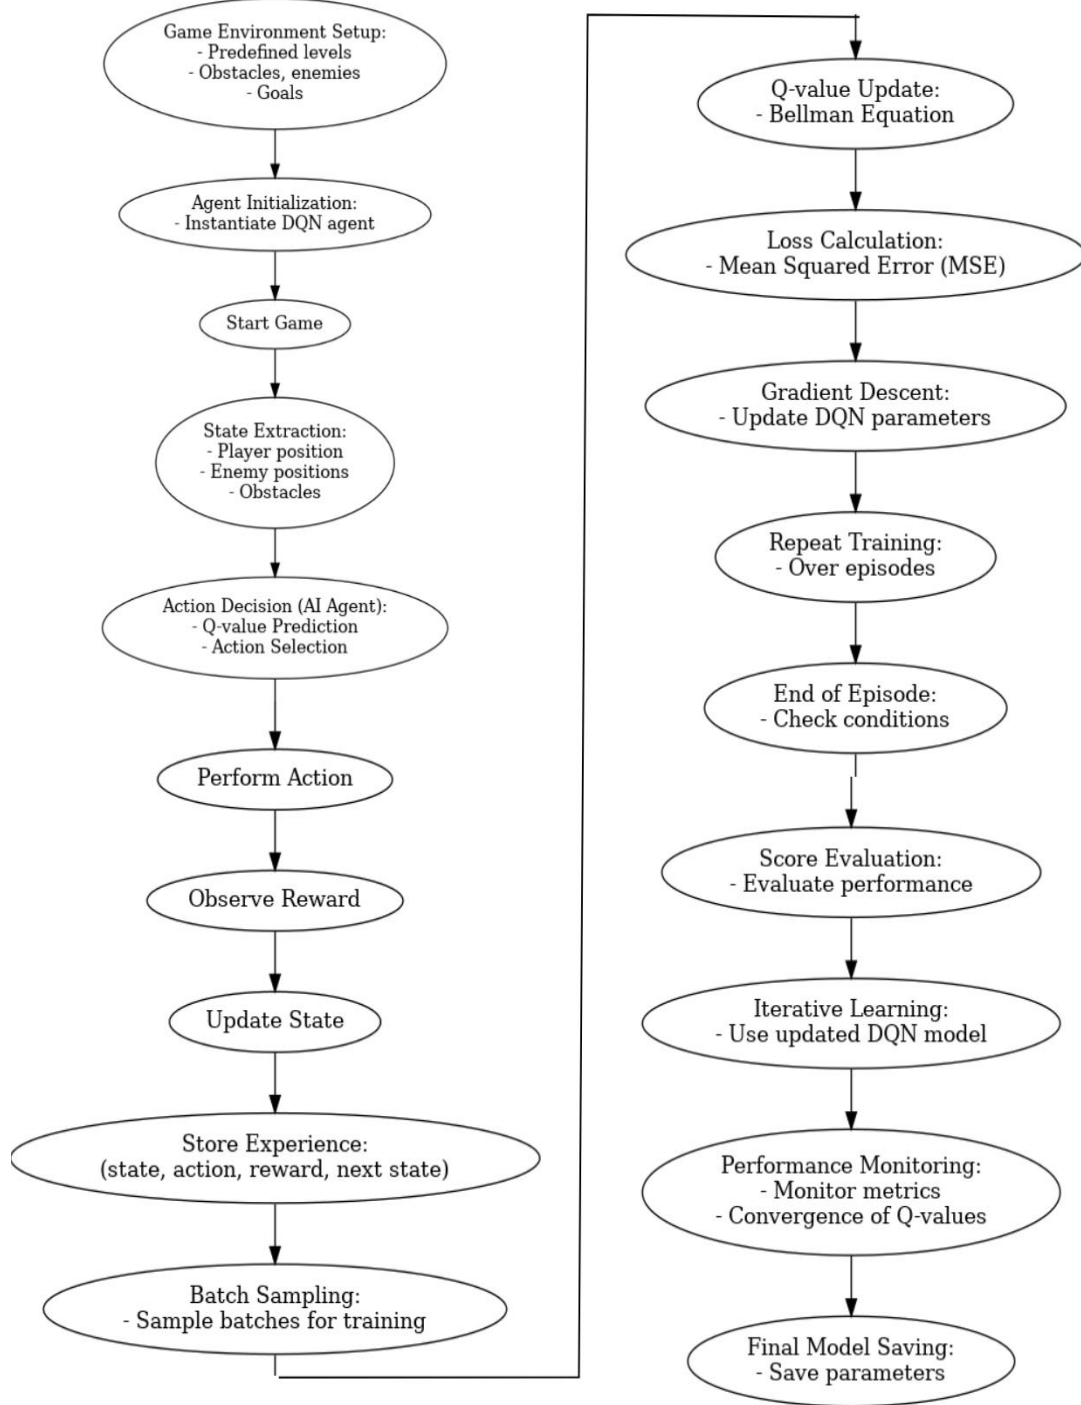 Game Environment Setup:
- Predefined levels
- Obstacles, enemies
- Goals
Agent Initialization:
- Instantiate DQN agent
Start Game
State Extraction:
- Player position
- Enemy positions
- Obstacles
Action Decision (AI Agent):
- Q-value Prediction
- Action Selection
Perform Action
Observe Reward
Update State
Store Experience:
(state, action, reward, next state)
Batch Sampling:
- Sample batches for training
Q-value Update:
- Bellman Equation
Loss Calculation:
- Mean Squared Error (MSE)
Gradient Descent:
- Update DQN parameters
Repeat Training:
- Over episodes
End of Episode:
- Check conditions
Score Evaluation:
- Evaluate performance
Iterative Learning:
- Use updated DQN model
Performance Monitoring:
- Monitor metrics
- Convergence of Q-values
Final Model Saving:
- Save parameters